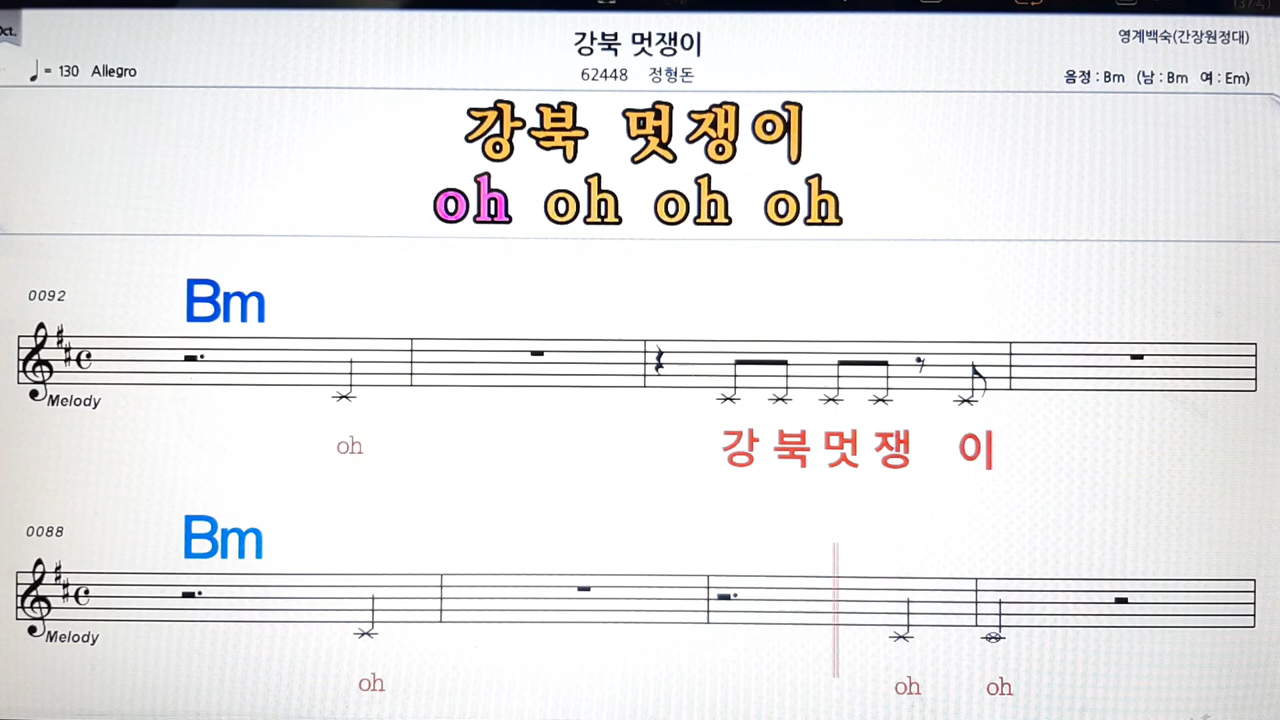 Oct.
강북 멋쟁이
영계백숙(간장원정대)
♩ = 130 Allegro
62448 정형돈
음정 : Bm (남 : Bm 여 : Em)
강북 멋쟁이
oh oh oh oh
0092
Bm
Melody
oh 강 북 멋 쟁 이
0088
Bm
Melody
oh oh oh